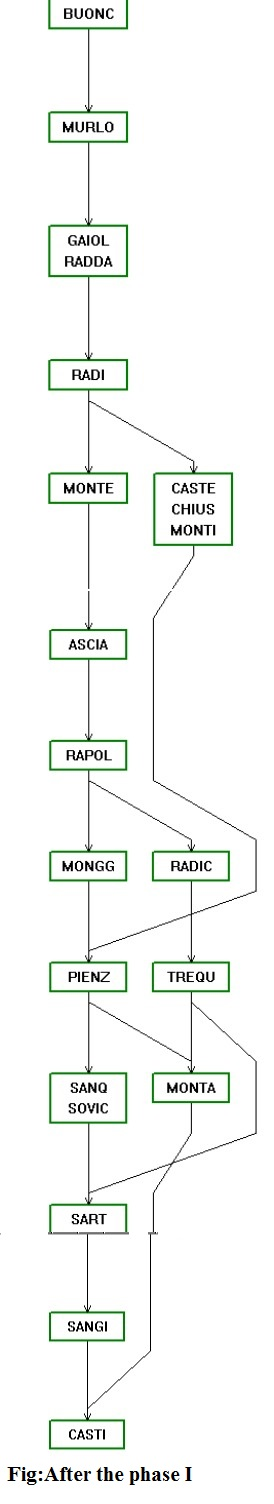 BUONC
MURLO
GAIOL
RADDA
RADI
MONTE
CASTE
CHIUS
MONTI
ASCIA
RAPOL
MONGG
RADIC
PIENZ
TREQU
SANQ
SOVIC
MONTA
SART
SANGI
CASTI
Fig:After the phase I